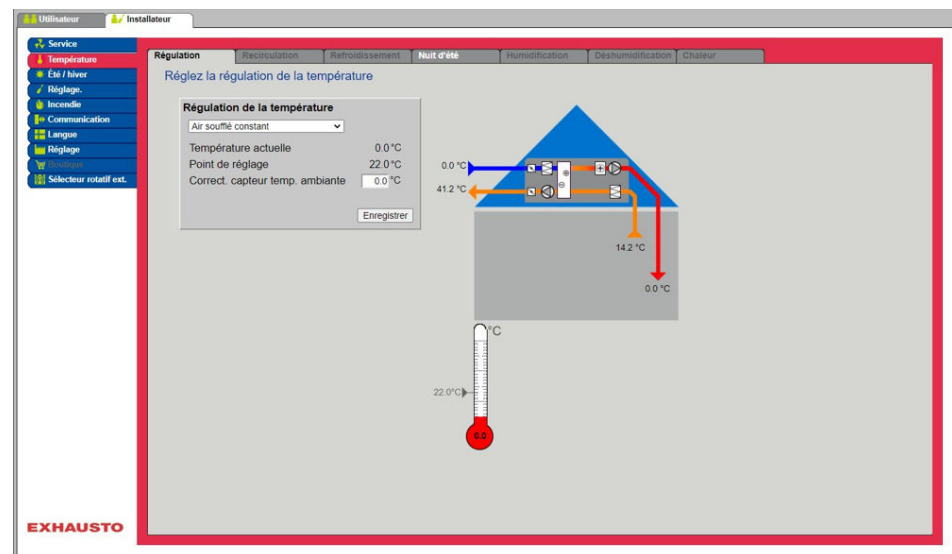 Utilisateur
Installateur
Service
Température
Été / hiver
Réglage.
Incendie
Communication
Langue
Réglage
Boutique
Sélecteur rotatif ext.
EXHAUSTO
Régulation
Recirculation
Refroidissement
Nuit d'été
Humidification
Déshumidification
Chaleur
Réglez la régulation de la température
Régulation de la température
Air soufflé constant
Température actuelle 0.0°C
Point de réglage 22.0°C
Correct. capteur temp. ambiante 0.0 °C
Enregistrer
0.0 °C
41.2 °C
14.2 °C
0.0 °C
°C
22.0°C
0.0